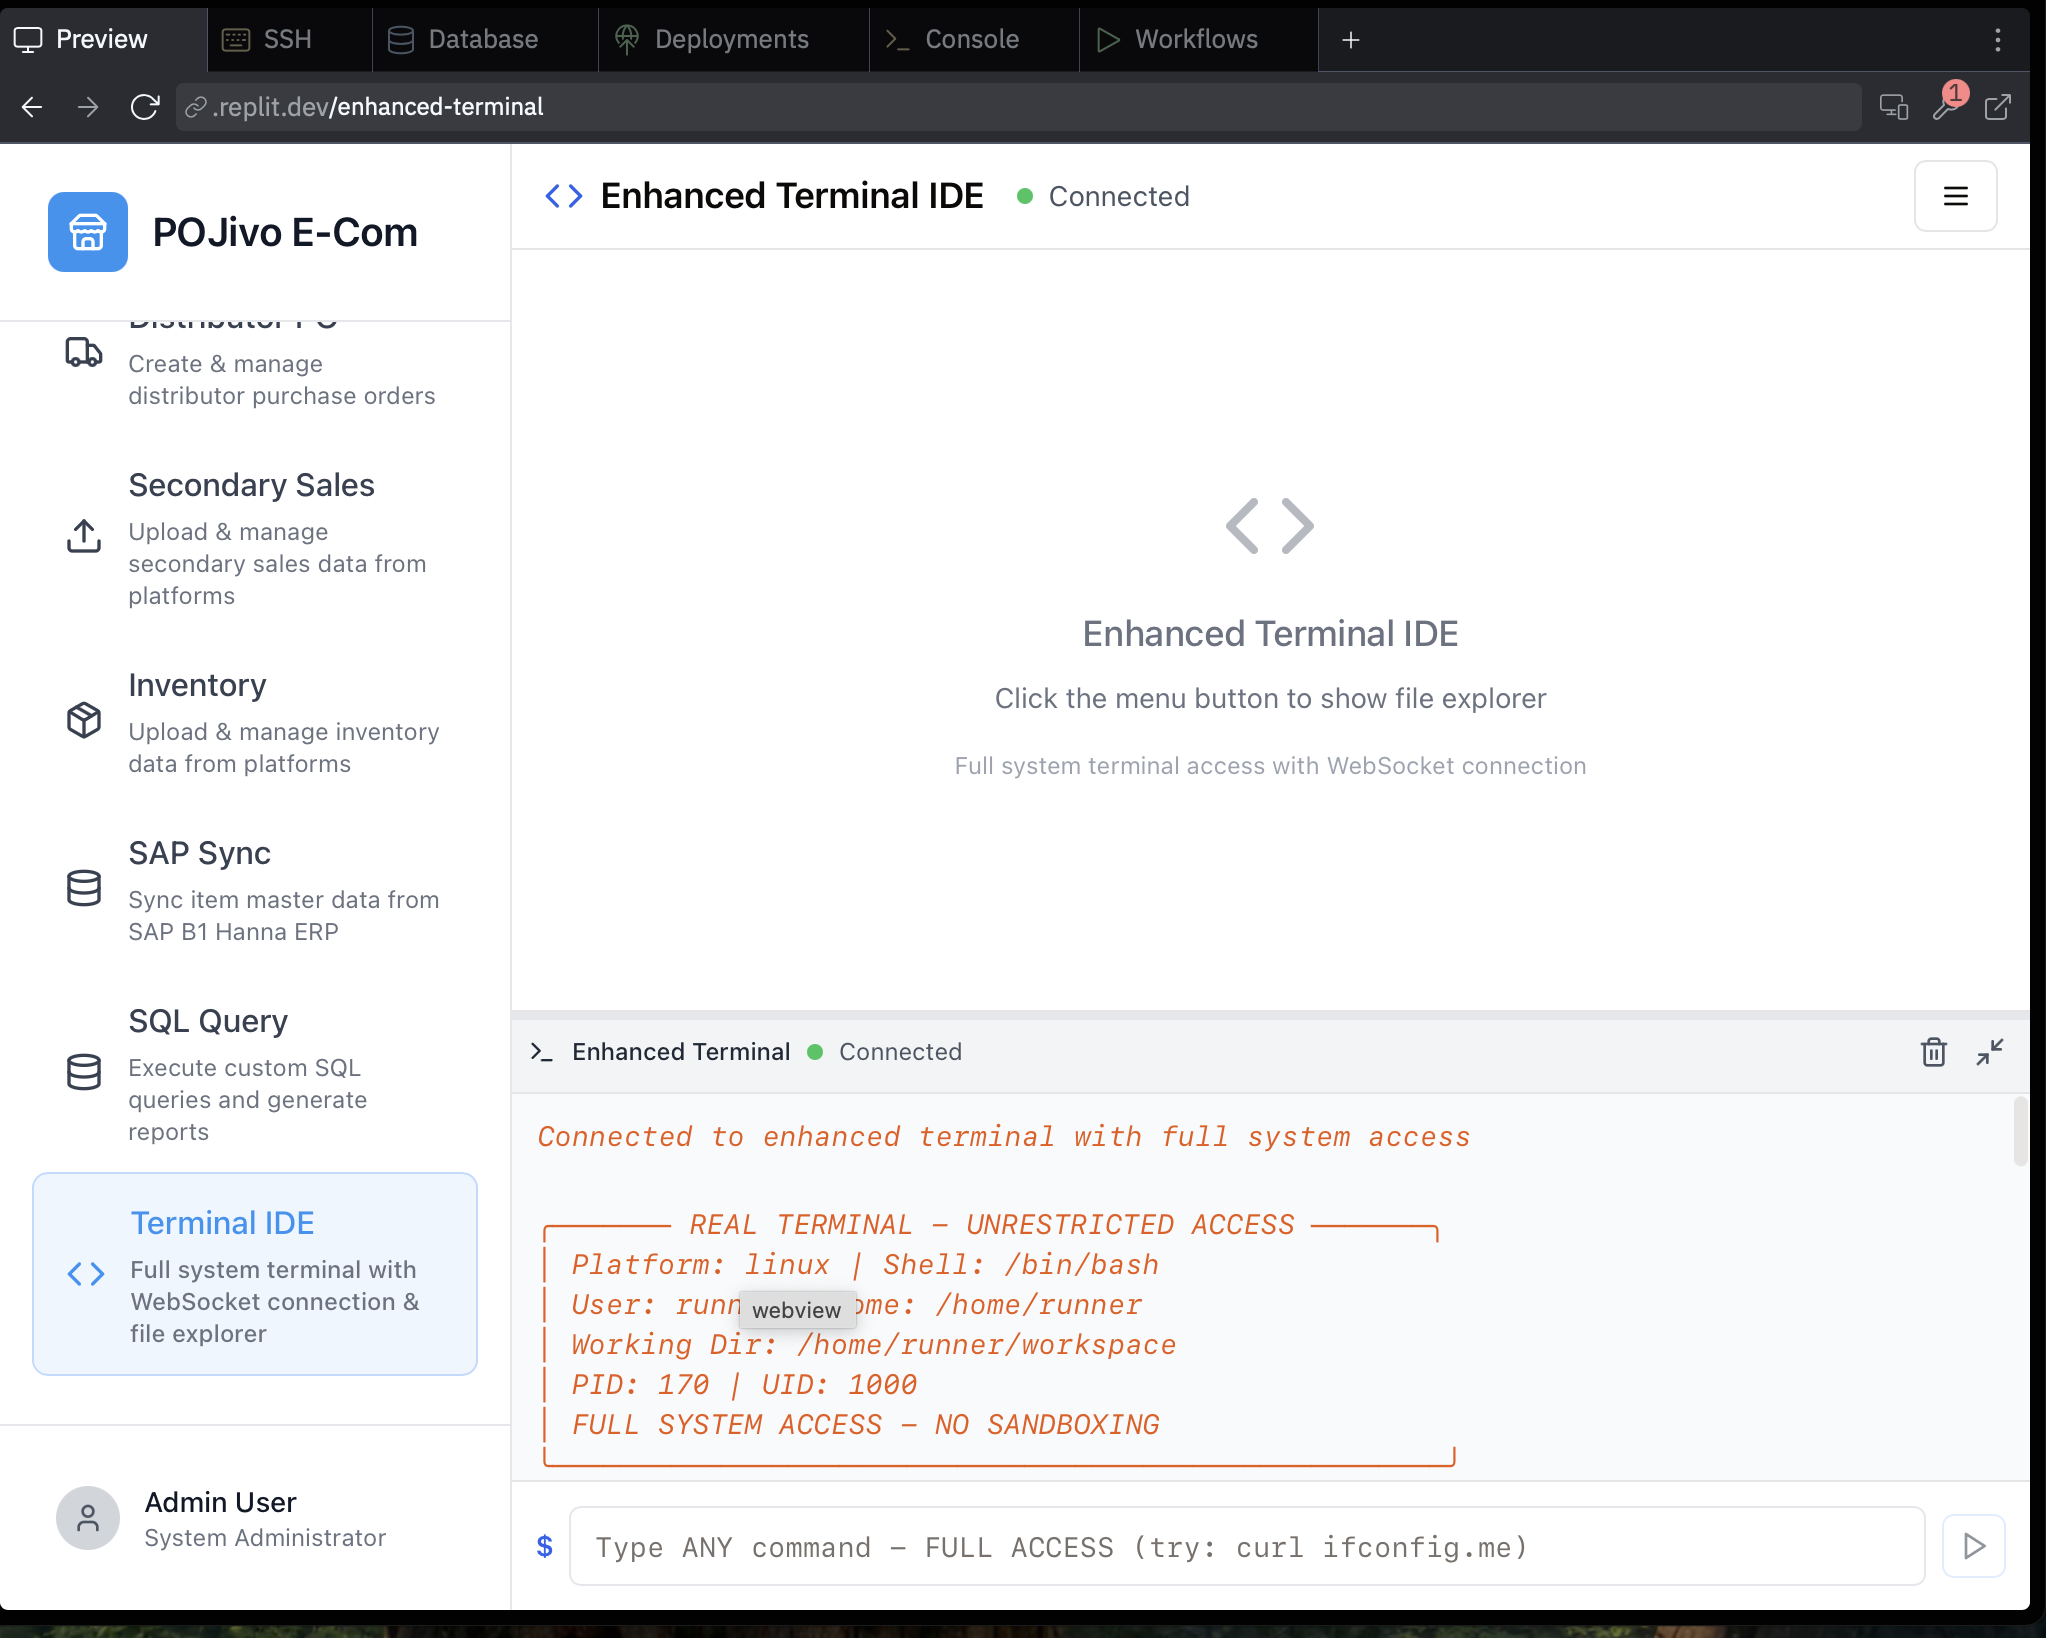 Preview
SSH
Database
Deployments
Console
Workflows
.replit.dev/enhanced-terminal
1
POJivo E-Com
Distributor PO
Create & manage
distributor purchase orders
Secondary Sales
Upload & manage
secondary sales data from
platforms
Inventory
Upload & manage inventory
data from platforms
SAP Sync
Sync item master data from
SAP B1 Hanna ERP
SQL Query
Execute custom SQL
queries and generate
reports
Terminal IDE
Full system terminal with
WebSocket connection &
file explorer
Admin User
System Administrator
Enhanced Terminal IDE
Connected
Enhanced Terminal IDE
Click the menu button to show file explorer
Full system terminal access with WebSocket connection
Enhanced Terminal
Connected
Connected to enhanced terminal with full system access
REAL TERMINAL - UNRESTRICTED ACCESS
Platform: linux | Shell: /bin/bash
User: runn webview ome: /home/runner
Working Dir: /home/runner/workspace
PID: 170 | UID: 1000
FULL SYSTEM ACCESS - NO SANDBOXING
$ Type ANY command - FULL ACCESS (try: curl ifconfig.me)